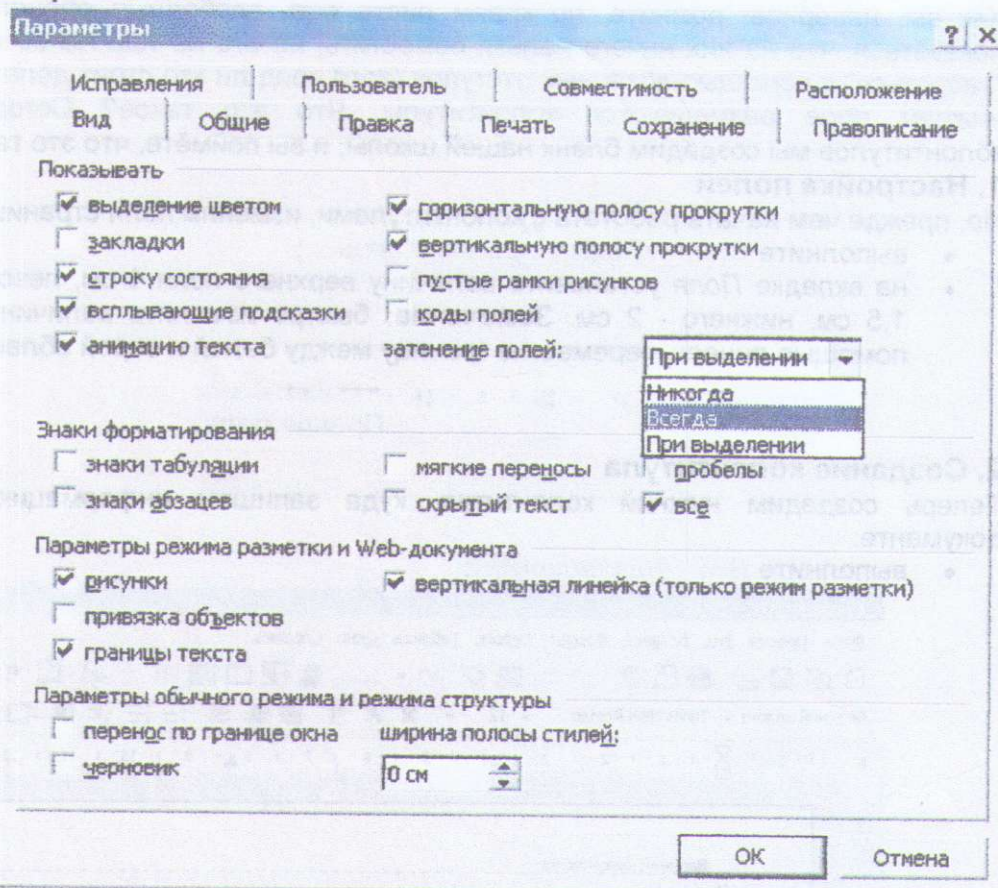 Параметры ? ×
Исправления Пользователь Совместимость Расположение
Вид Общие Правка Печать Сохранение Правописание
Показывать
выделение цветом горизонтальную полосу прокрутки
закладки вертикальную полосу прокрутки
строку состояния пустые рамки рисунков
всплывающие подсказки коды полей
анимацию текста затенение полей: При выделении
Никогда
Всегда
При выделении
Знаки форматирования
знаки табуляции мягкие переносы пробелы
знаки абзацев скрытый текст все
Параметры режима разметки и Web-документа
рисунки вертикальная линейка (только режим разметки)
привязка объектов
границы текста
Параметры обычного режима и режима структуры
перенос по границе окна ширина полосы стилей:
черновик 0 см
ОК Отмена